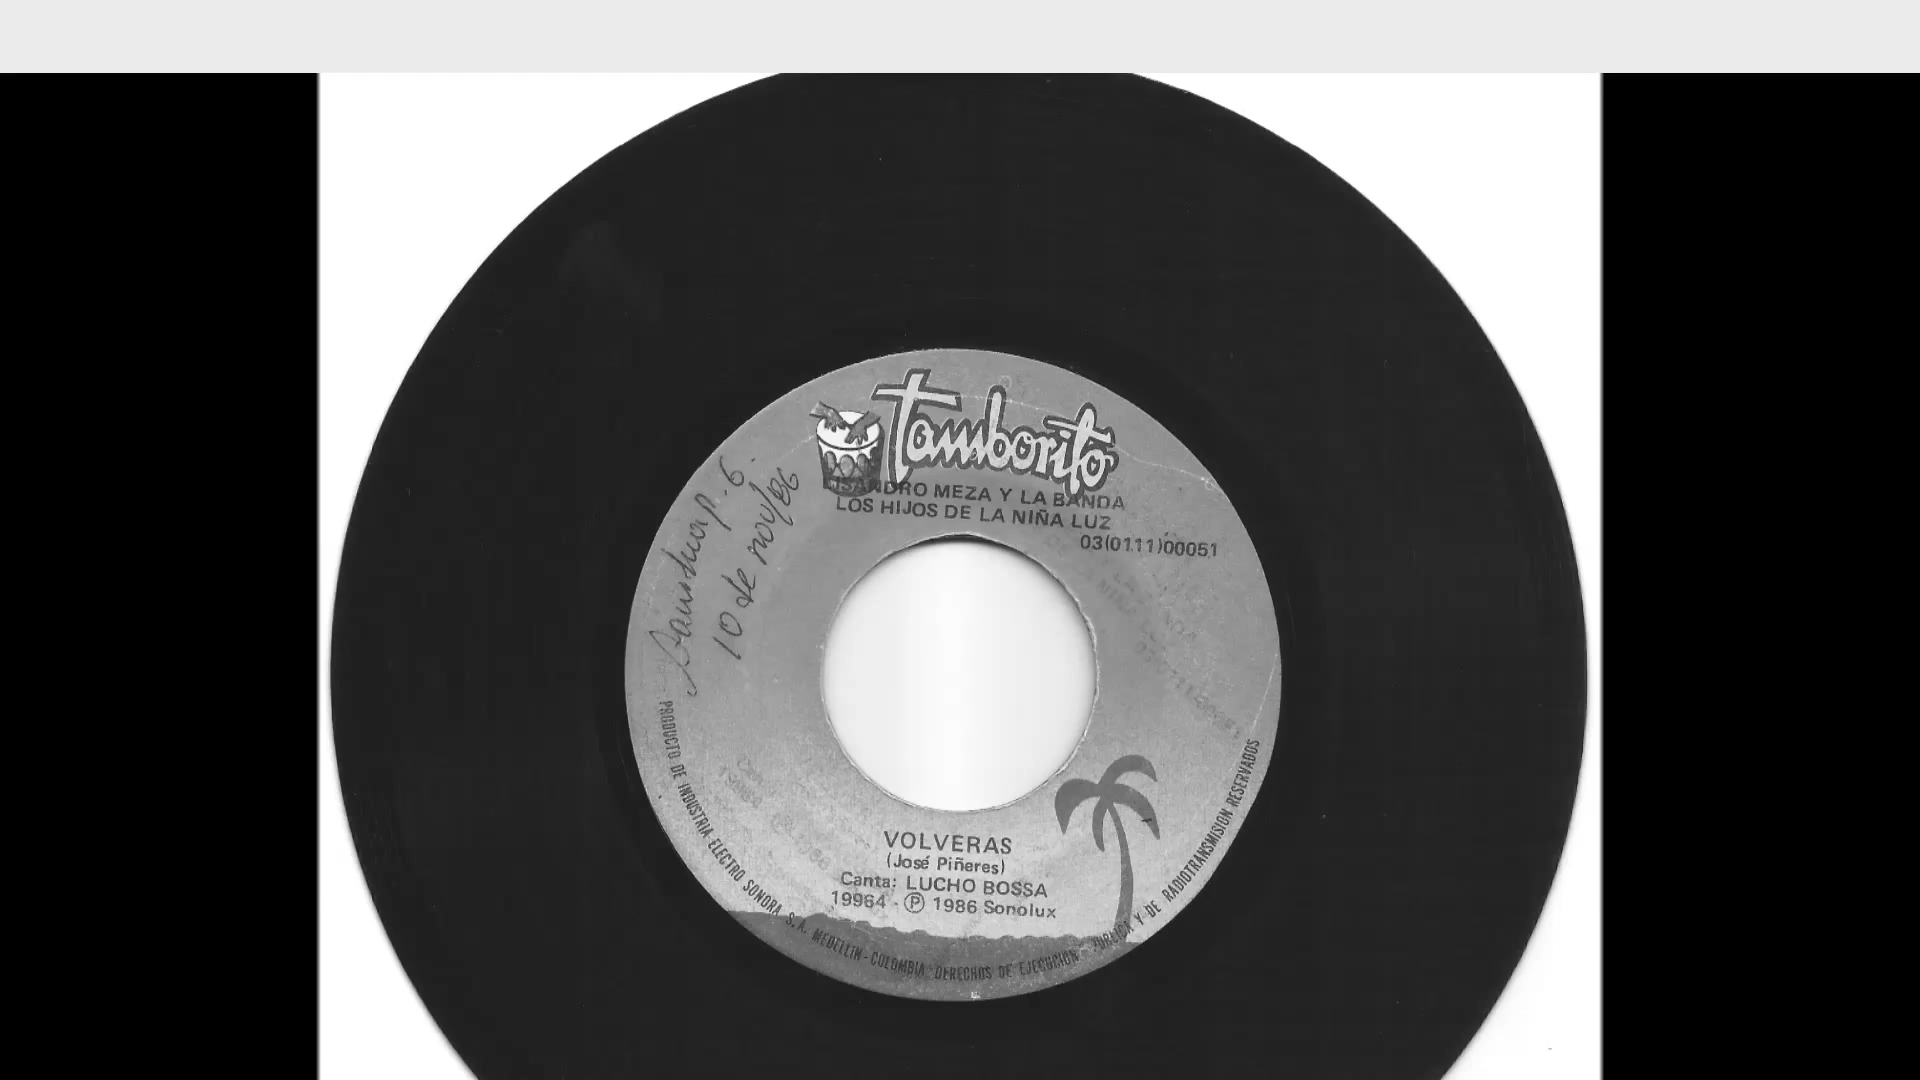 Tamborito
LISANDRO MEZA Y LA BANDA
LOS HIJOS DE LA NIÑA LUZ
03(0111)00051
10 de nov/86
VOLVERAS
(José Piñeres)
Canta: LUCHO BOSSA
19964 - Ⓟ 1986 Sonolux
PRODUCTO DE INDUSTRIA ELECTRO SONORA S.A. MEDELLIN - COLOMBIA DERECHOS DE EJECUCION PUBLICA Y DE RADIOTRANSMISION RESERVADOS